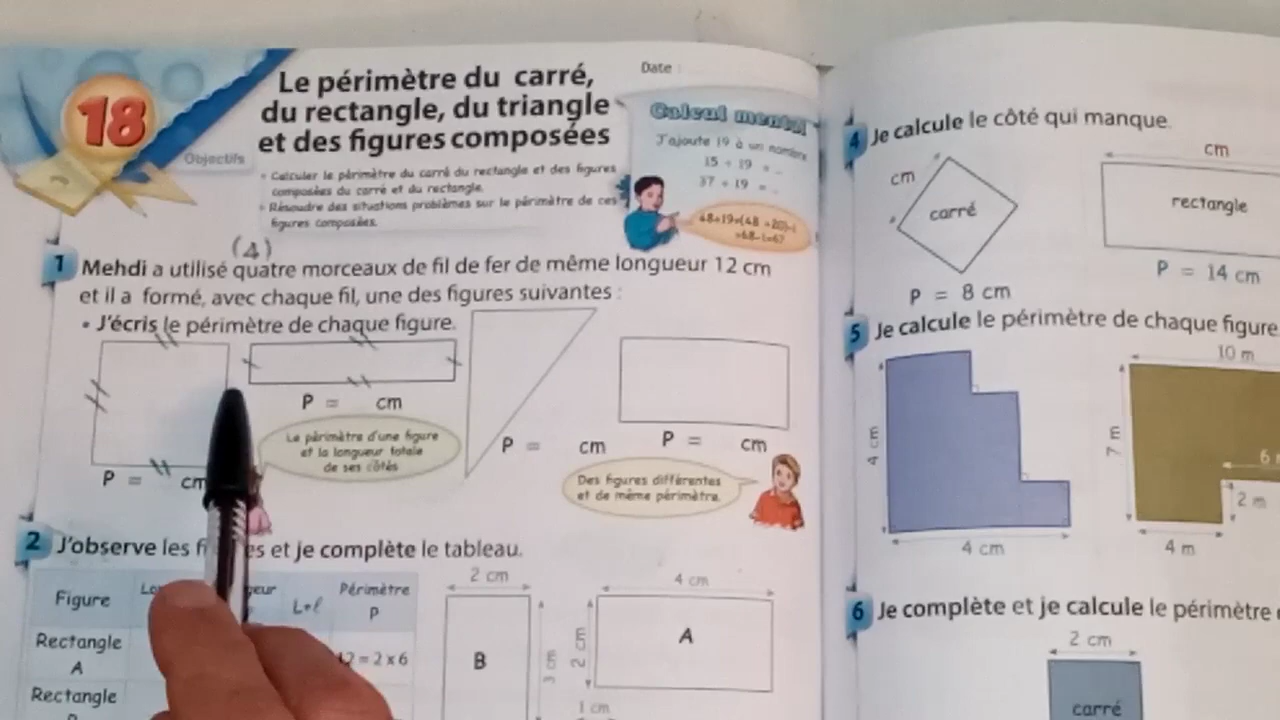 18
Le périmètre du carré,
du rectangle, du triangle
et des figures composées
Date :
Objectifs
Calculer le périmètre du carré du rectangle et des figures
composées du carré et du rectangle.
Résoudre des situations problèmes sur le périmètre de ces
figures composées.
Calcul mental
J'ajoute 19 à un nombre
15 + 19 =
37 + 19 =
48+19=(48+20)-1
=68-1=67
(4)
1 Mehdi a utilisé quatre morceaux de fil de fer de même longueur 12 cm
et il a formé, avec chaque fil, une des figures suivantes :
• J'écris le périmètre de chaque figure.
P = cm
P = cm
P = cm
P = cm
Le périmètre d'une figure
et la longueur totale
de ses côtés
Des figures différentes
et de même périmètre.
2 J'observe les et je complète le tableau.
Figure
L+ℓ
Périmètre
P
Rectangle
A
12 = 2 x 6
Rectangle
2 cm
B
3 cm
4 cm
2 cm
A
1 cm
4 Je calcule le côté qui manque.
cm
carré
P = 8 cm
cm
rectangle
P = 14 cm
5 Je calcule le périmètre de chaque figure
4 cm
4 cm
10 m
7 m
6
2 m
4 m
6 Je complète et je calcule le périmètre
2 cm
carré